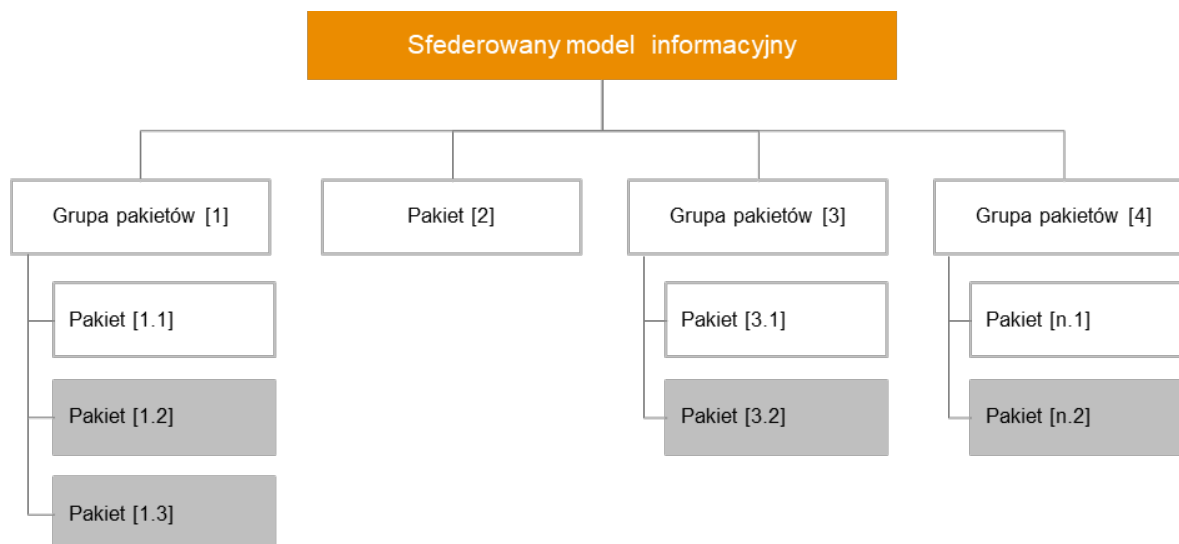 Sfederowany model informacyjny
Grupa pakietów [1]
Pakiet [2]
Grupa pakietów [3]
Grupa pakietów [4]
Pakiet [1.1]
Pakiet [3.1]
Pakiet [n.1]
Pakiet [1.2]
Pakiet [3.2]
Pakiet [n.2]
Pakiet [1.3]